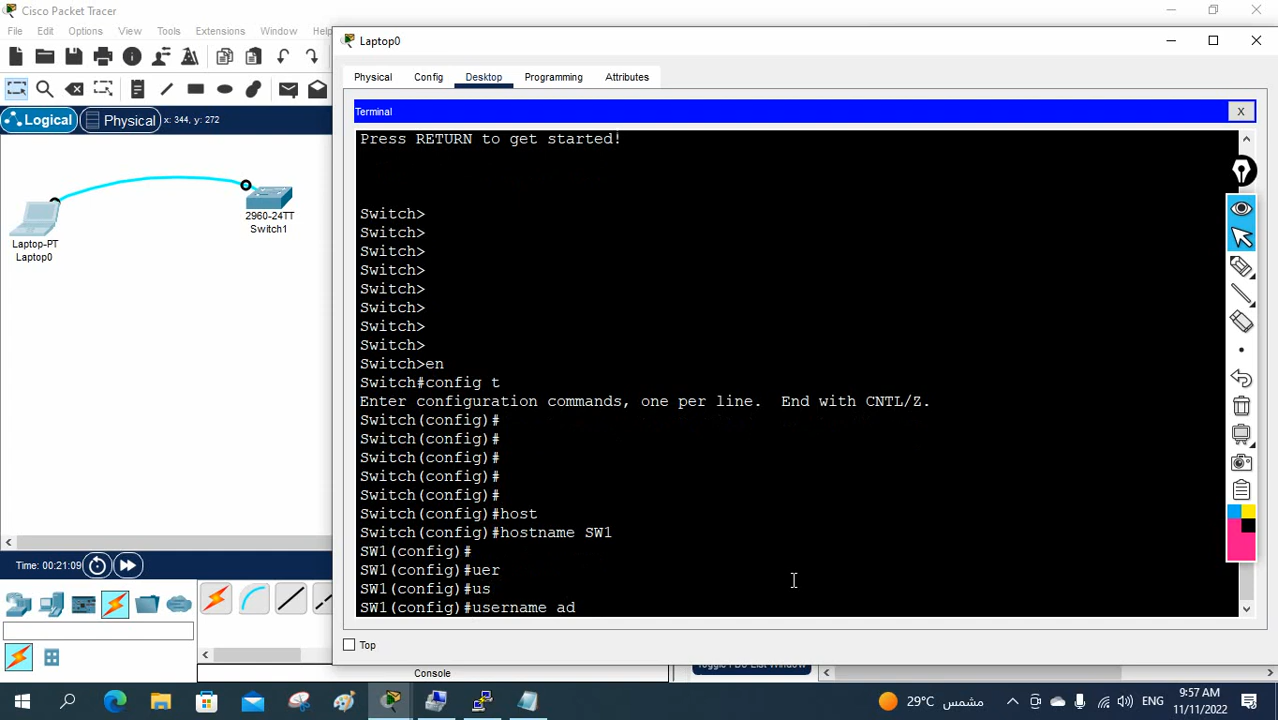 Cisco Packet Tracer
File Edit Options View Tools Extensions Window Help
Logical Physical x: 344, y: 272
Laptop-PT
Laptop0
2960-24TT
Switch1
Time: 00:21:09
Console
Laptop0
Physical Config Desktop Programming Attributes
Terminal
X
Press RETURN to get started!
Switch>
Switch>
Switch>
Switch>
Switch>
Switch>
Switch>
Switch>
Switch>en
Switch#config t
Enter configuration commands, one per line.  End with CNTL/Z.
Switch(config)#
Switch(config)#
Switch(config)#
Switch(config)#
Switch(config)#
Switch(config)#host
Switch(config)#hostname SW1
SW1(config)#
SW1(config)#uer
SW1(config)#us
SW1(config)#username ad
Top
29°C مشمس
ENG
9:57 AM
11/11/2022